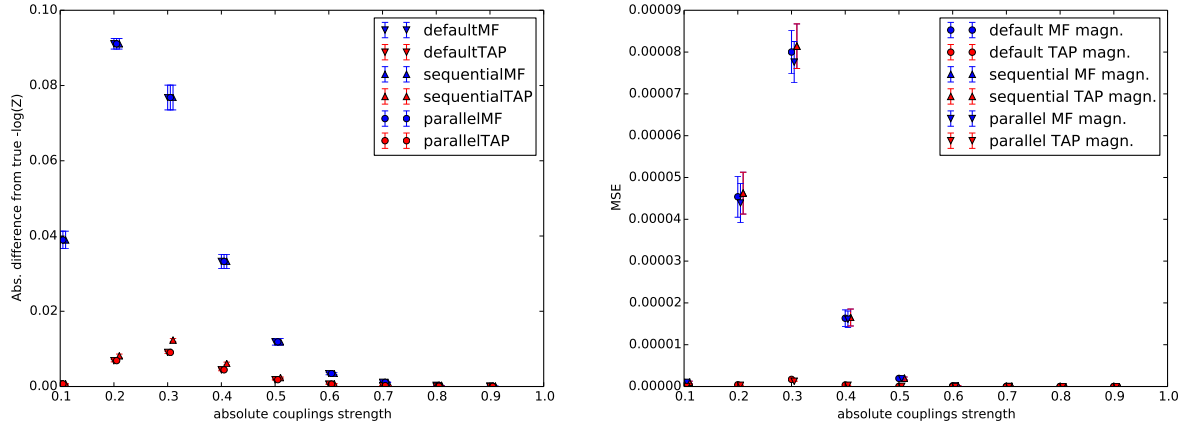 0.10
0.08
0.06
0.04
0.02
0.00
Abs. difference from true -log(Z)
defaultMF
defaultTAP
sequentialMF
sequentialTAP
parallelMF
parallelTAP
0.1 0.2 0.3 0.4 0.5 0.6 0.7 0.8 0.9 1.0
absolute couplings strength
0.00009
0.00008
0.00007
0.00006
0.00005
0.00004
0.00003
0.00002
0.00001
0.00000
MSE
default MF magn.
default TAP magn.
sequential MF magn.
sequential TAP magn.
parallel MF magn.
parallel TAP magn.
0.1 0.2 0.3 0.4 0.5 0.6 0.7 0.8 0.9 1.0
absolute couplings strength